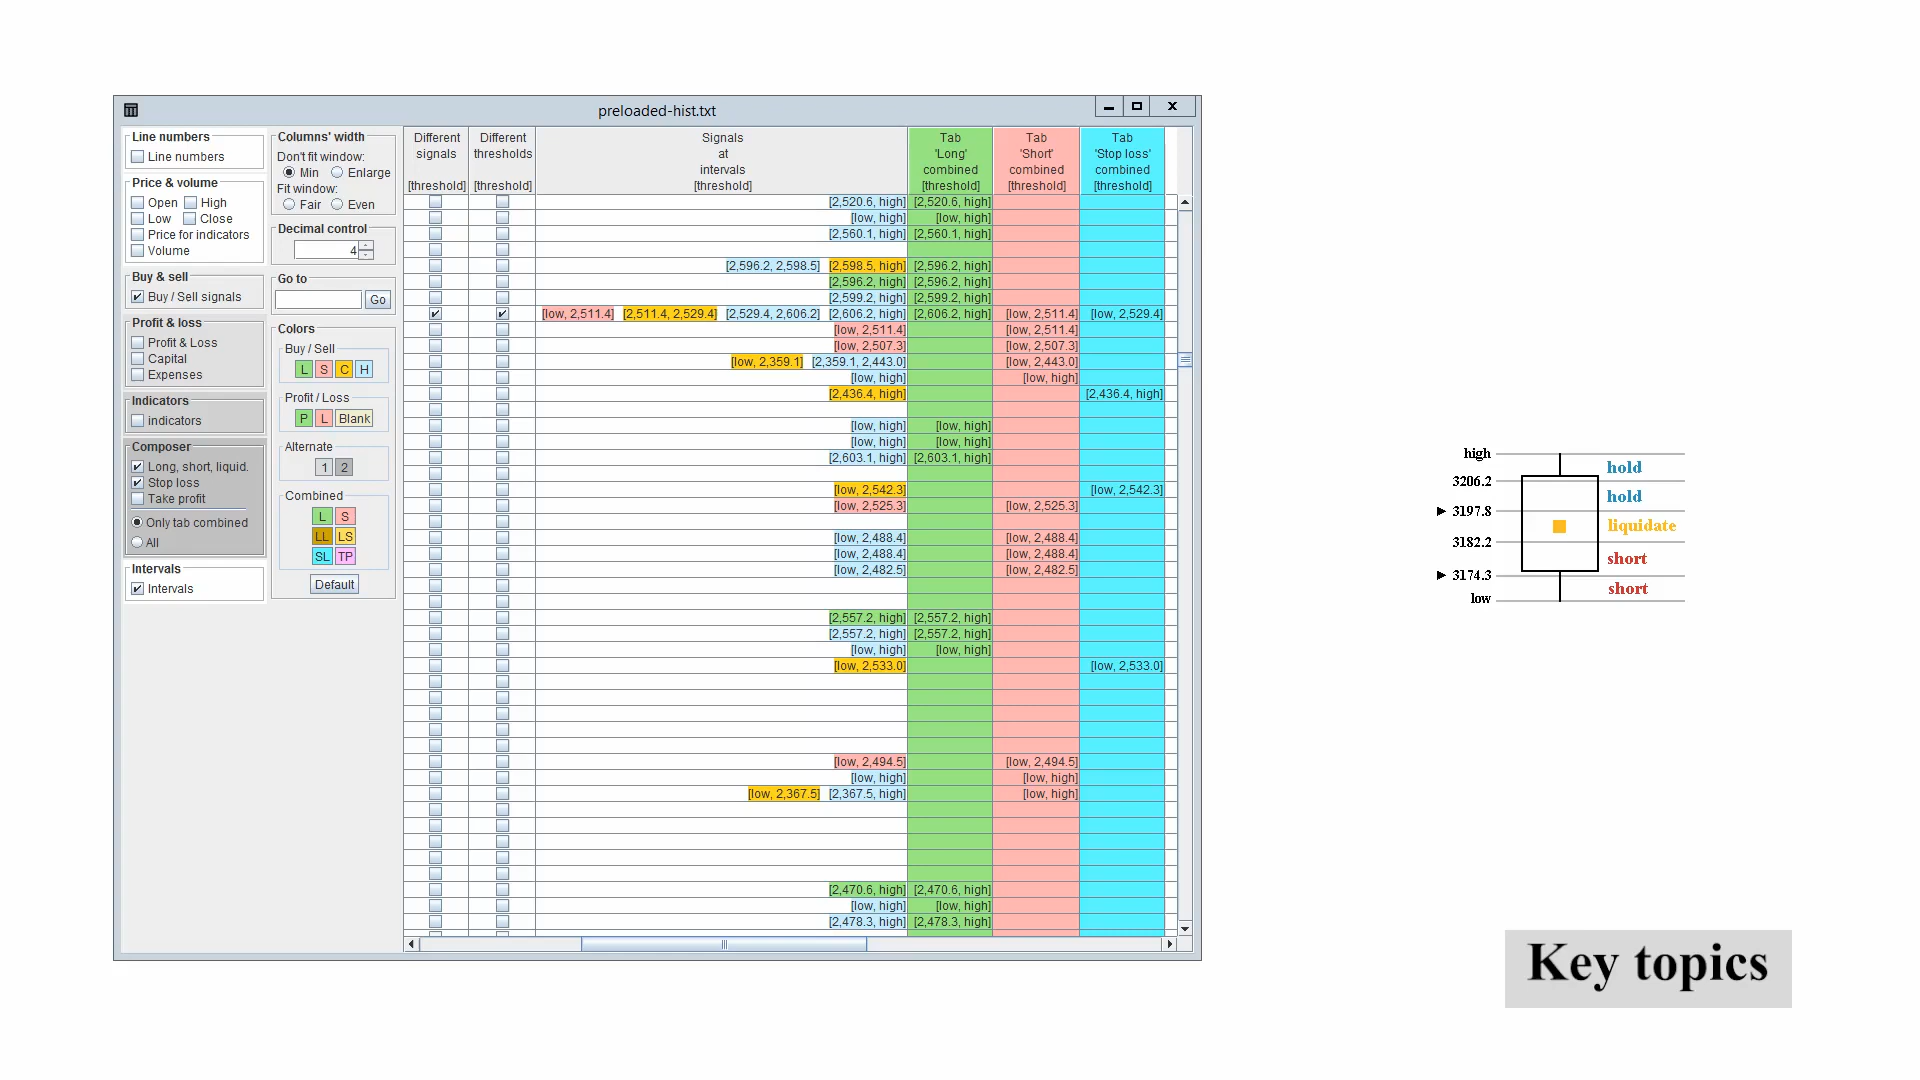 preloaded-hist.txt
Line numbers
Line numbers
Price & volume
Open High
Low Close
Price for indicators
Volume
Buy & sell
Buy / Sell signals
Profit & loss
Profit & Loss
Capital
Expenses
Indicators
indicators
Composer
Long, short, liquid.
Stop loss
Take profit
Only tab combined
All
Intervals
Intervals
Columns' width
Don't fit window:
Min Enlarge
Fit window:
Fair Even
Decimal control
4
Go to
Go
Colors
Buy / Sell
L S C H
Profit / Loss
P L Blank
Alternate
1 2
Combined
L S
LL LS
SL TP
Default
Different signals [threshold]
Different thresholds [threshold]
Signals at intervals [threshold]
Tab 'Long' combined [threshold]
Tab 'Short' combined [threshold]
Tab 'Stop loss' combined [threshold]
[2,520.6, high] [2,520.6, high]
[low, high] [low, high]
[2,560.1, high] [2,560.1, high]
[2,596.2, 2,598.5] [2,598.5, high] [2,596.2, high]
[2,596.2, high] [2,596.2, high]
[2,599.2, high] [2,599.2, high]
[low, 2,511.4] [2,511.4, 2,529.4] [2,529.4, 2,606.2] [2,606.2, high] [2,606.2, high] [low, 2,511.4] [low, 2,529.4]
[low, 2,511.4] [low, 2,511.4]
[low, 2,507.3] [low, 2,507.3]
[low, 2,359.1] [2,359.1, 2,443.0] [low, 2,443.0]
[low, high] [low, high]
[2,436.4, high] [2,436.4, high]
[low, high] [low, high]
[low, high] [low, high]
[2,603.1, high] [2,603.1, high]
[low, 2,542.3] [low, 2,542.3]
[low, 2,525.3] [low, 2,525.3]
[low, 2,488.4] [low, 2,488.4]
[low, 2,488.4] [low, 2,488.4]
[low, 2,482.5] [low, 2,482.5]
[2,557.2, high] [2,557.2, high]
[2,557.2, high] [2,557.2, high]
[low, high] [low, high]
[low, 2,533.0] [low, 2,533.0]
[low, 2,494.5] [low, 2,494.5]
[low, high] [low, high]
[low, 2,367.5] [2,367.5, high] [low, high]
[2,470.6, high] [2,470.6, high]
[low, high] [low, high]
[2,478.3, high] [2,478.3, high]
high
hold
3206.2
hold
3197.8
liquidate
3182.2
short
3174.3
short
low
Key topics